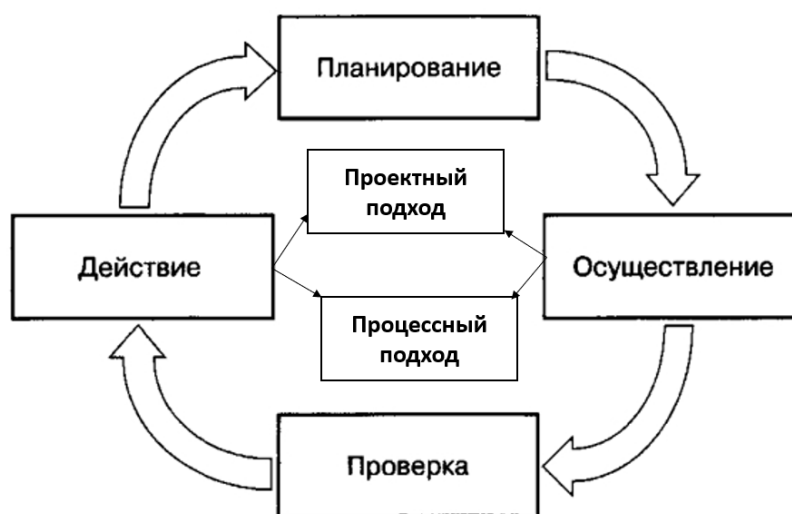 Планирование
Проектный
подход
Действие
Осуществление
Процессный
подход
Проверка